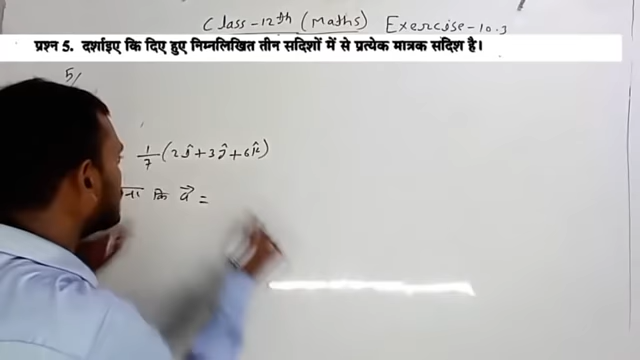 Class-12th (Maths) Exercise-10.3
प्रश्न 5. दर्शाइए कि दिए हुए निम्नलिखित तीन सदिशों में से प्रत्येक मात्रक सदिश है।
5/
1/7 (2î+3ĵ+6k̂)
कि a⃗ =